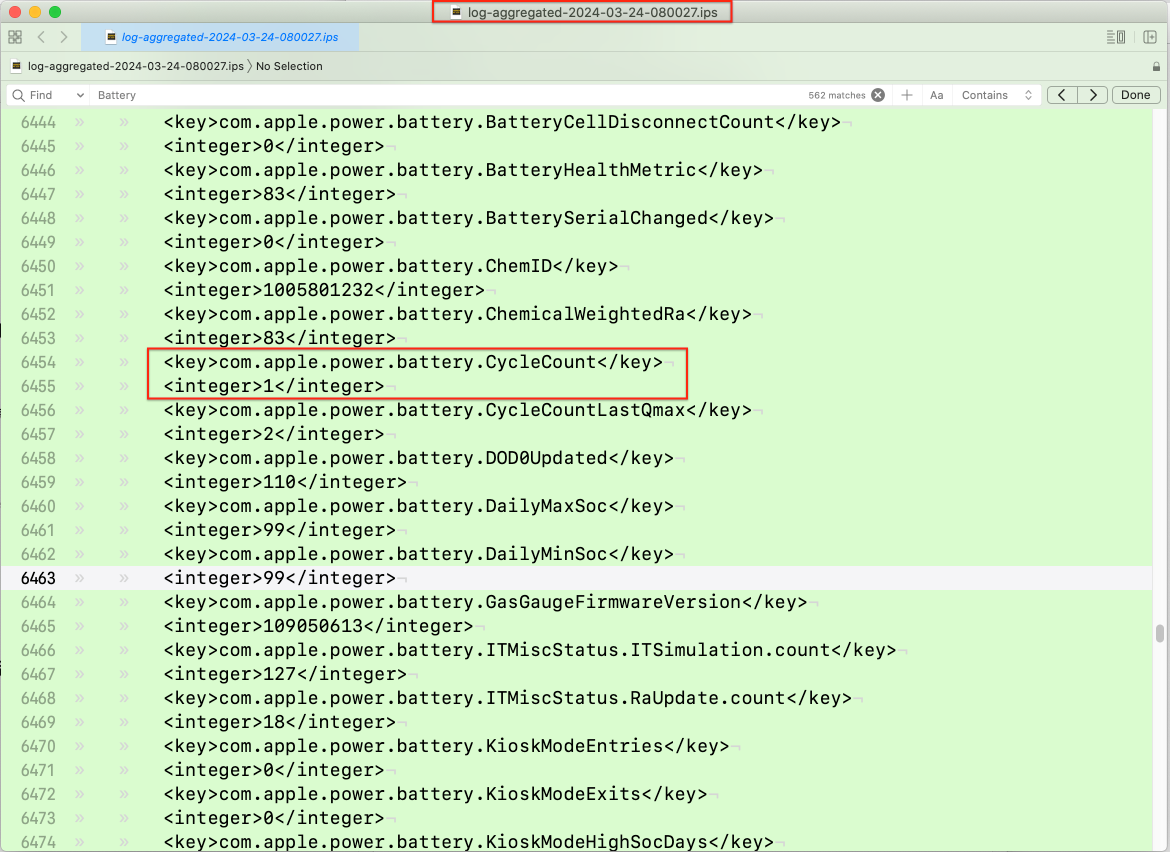 log-aggregated-2024-03-24-080027.ips
log-aggregated-2024-03-24-080027.ips
log-aggregated-2024-03-24-080027.ips 〉 No Selection
Find Battery 562 matches Aa Contains Done
6444 » » <key>com.apple.power.battery.BatteryCellDisconnectCount</key>¬
6445 » » <integer>0</integer>¬
6446 » » <key>com.apple.power.battery.BatteryHealthMetric</key>¬
6447 » » <integer>83</integer>¬
6448 » » <key>com.apple.power.battery.BatterySerialChanged</key>¬
6449 » » <integer>0</integer>¬
6450 » » <key>com.apple.power.battery.ChemID</key>¬
6451 » » <integer>1005801232</integer>¬
6452 » » <key>com.apple.power.battery.ChemicalWeightedRa</key>¬
6453 » » <integer>83</integer>¬
6454 » » <key>com.apple.power.battery.CycleCount</key>¬
6455 » » <integer>1</integer>¬
6456 » » <key>com.apple.power.battery.CycleCountLastQmax</key>¬
6457 » » <integer>2</integer>¬
6458 » » <key>com.apple.power.battery.DOD0Updated</key>¬
6459 » » <integer>110</integer>¬
6460 » » <key>com.apple.power.battery.DailyMaxSoc</key>¬
6461 » » <integer>99</integer>¬
6462 » » <key>com.apple.power.battery.DailyMinSoc</key>¬
6463 » » <integer>99</integer>¬
6464 » » <key>com.apple.power.battery.GasGaugeFirmwareVersion</key>¬
6465 » » <integer>109050613</integer>¬
6466 » » <key>com.apple.power.battery.ITMiscStatus.ITSimulation.count</key>¬
6467 » » <integer>127</integer>¬
6468 » » <key>com.apple.power.battery.ITMiscStatus.RaUpdate.count</key>¬
6469 » » <integer>18</integer>¬
6470 » » <key>com.apple.power.battery.KioskModeEntries</key>¬
6471 » » <integer>0</integer>¬
6472 » » <key>com.apple.power.battery.KioskModeExits</key>¬
6473 » » <integer>0</integer>¬
6474 » » <key>com.apple.power.battery.KioskModeHighSocDays</key>¬